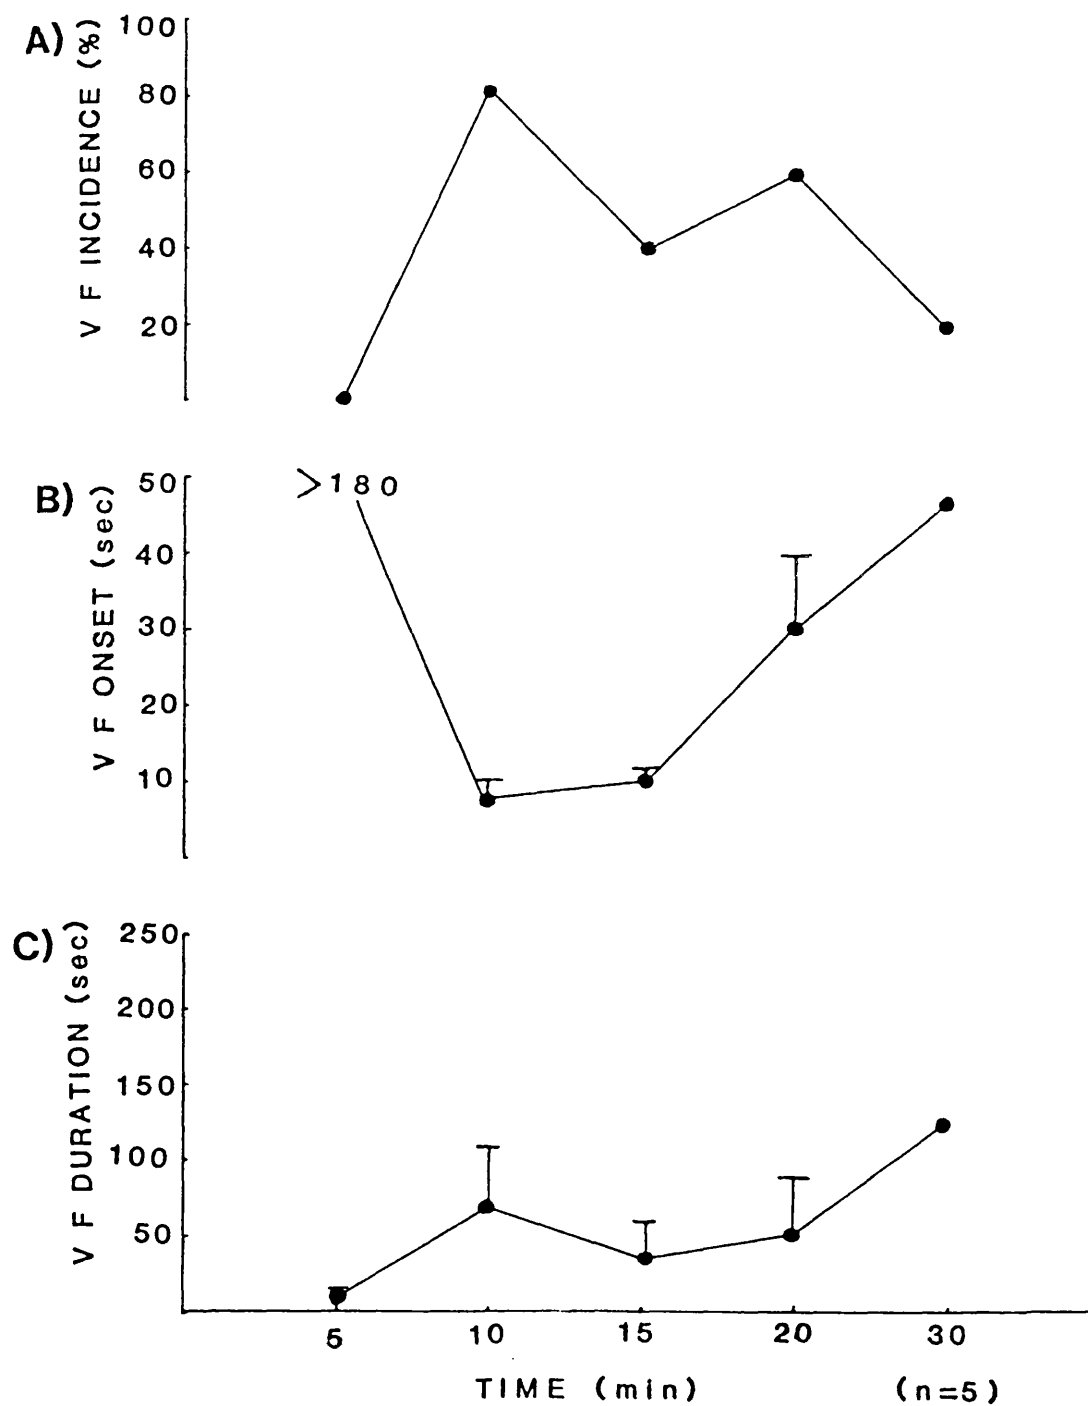 A)
V F INCIDENCE (%)
100
80
60
40
20
B)
V F ONSET (sec)
>180
50
40
30
20
10
C)
V F DURATION (sec)
250
200
150
100
50
5 10 15 20 30
TIME (min) (n=5)